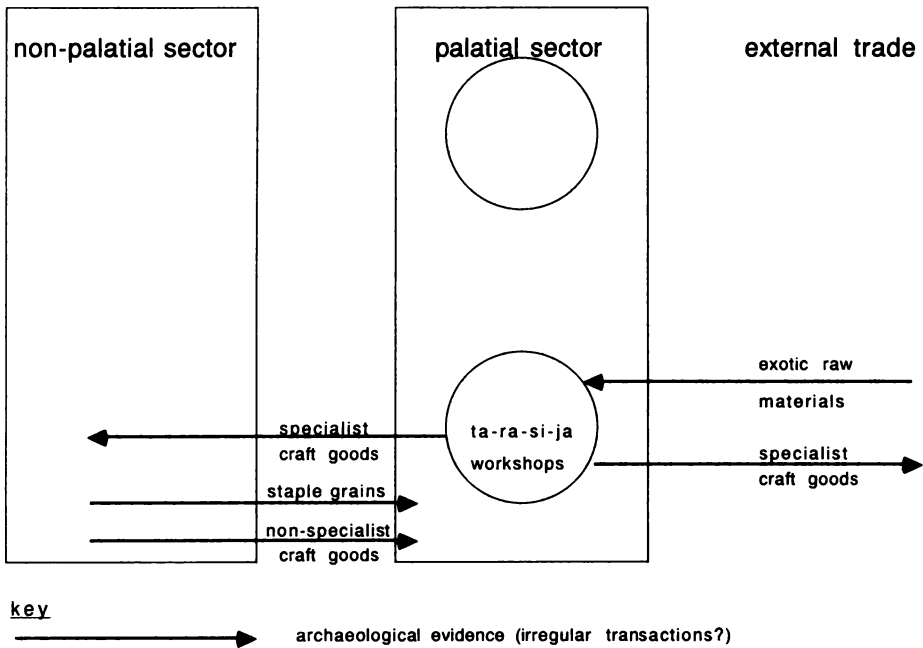 non-palatial sector
palatial sector
external trade
exotic raw
materials
specialist
craft goods
ta-ra-si-ja
workshops
specialist
craft goods
staple grains
non-specialist
craft goods
key
archaeological evidence (irregular transactions?)